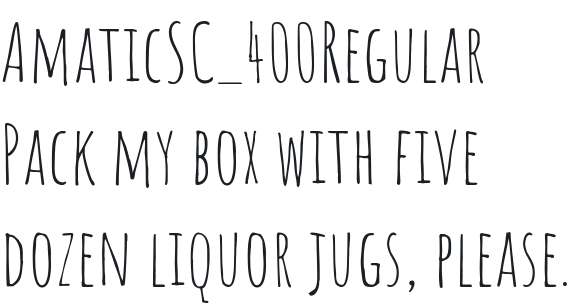 AmaticSC_400Regular
Pack my box with five
dozen liquor jugs, please.